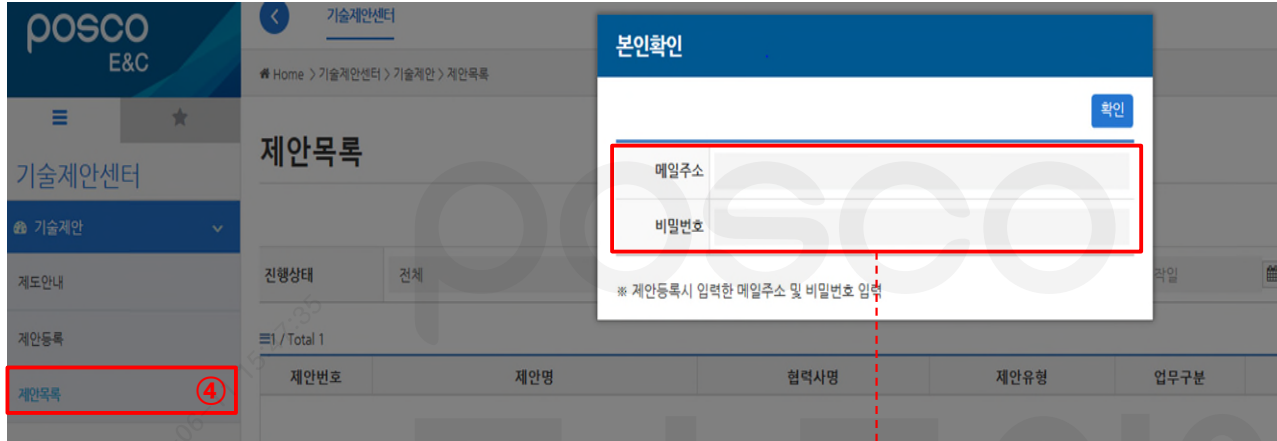 posco
E&C
기술제안센터
Home > 기술제안센터 > 기술제안 > 제안목록
기술제안센터
기술제안
제도안내
제안등록
제안목록 ④
제안목록
진행상태 전체 작일
1 / Total 1
제안번호 제안명 협력사명 제안유형 업무구분
본인확인
확인
메일주소
비밀번호
※ 제안등록시 입력한 메일주소 및 비밀번호 입력
posco